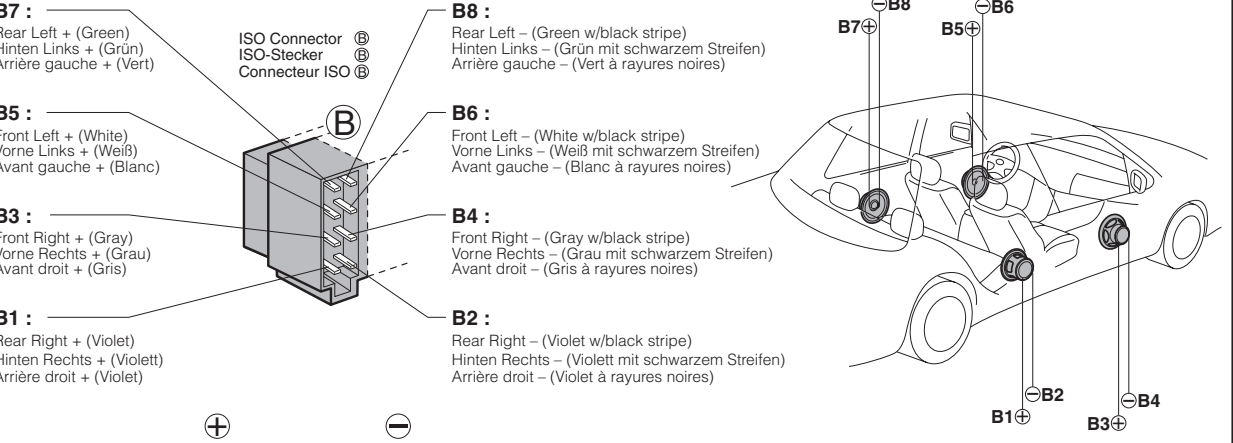 B7 :
Rear Left + (Green)
Hinten Links + (Grün)
Arrière gauche + (Vert)
B5 :
Front Left + (White)
Vorne Links + (Weiß)
Avant gauche + (Blanc)
B3 :
Front Right + (Gray)
Vorne Rechts + (Grau)
Avant droit + (Gris)
B1 :
Rear Right + (Violet)
Hinten Rechts + (Violett)
Arrière droit + (Violet)
ISO Connector Ⓑ
ISO-Stecker Ⓑ
Connecteur ISO Ⓑ
Ⓑ
B8 :
Rear Left – (Green w/black stripe)
Hinten Links – (Grün mit schwarzem Streifen)
Arrière gauche – (Vert à rayures noires)
B6 :
Front Left – (White w/black stripe)
Vorne Links – (Weiß mit schwarzem Streifen)
Avant gauche – (Blanc à rayures noires)
B4 :
Front Right – (Gray w/black stripe)
Vorne Rechts – (Grau mit schwarzem Streifen)
Avant droit – (Gris à rayures noires)
B2 :
Rear Right – (Violet w/black stripe)
Hinten Rechts – (Violett mit schwarzem Streifen)
Arrière droit – (Violet à rayures noires)
⊕ ⊖
⊖B8
B7⊕
⊖B6
B5⊕
⊖B2
B1⊕
⊖B4
B3⊕